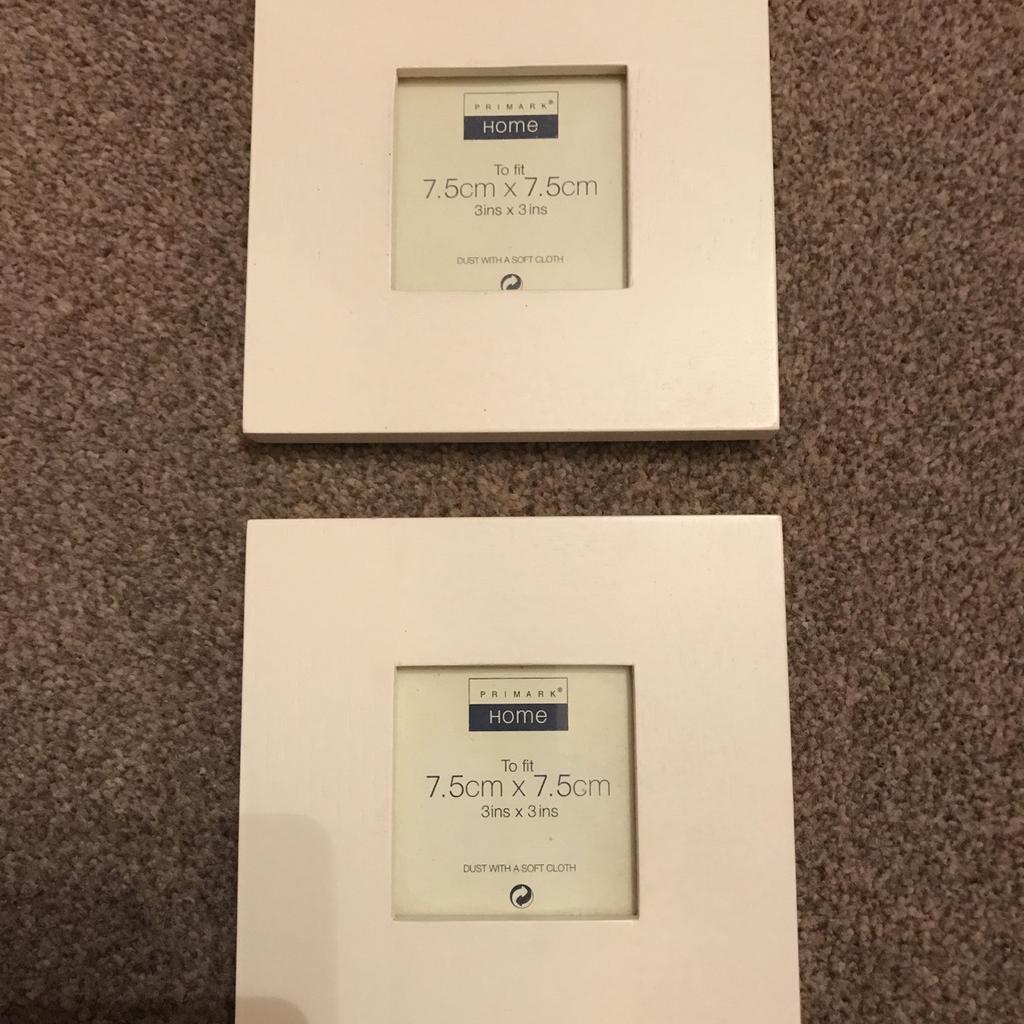 PRIMARK®
Home
To fit
7.5cm x 7.5cm
3ins x 3ins
DUST WITH A SOFT CLOTH
PRIMARK®
Home
To fit
7.5cm x 7.5cm
3ins x 3ins
DUST WITH A SOFT CLOTH